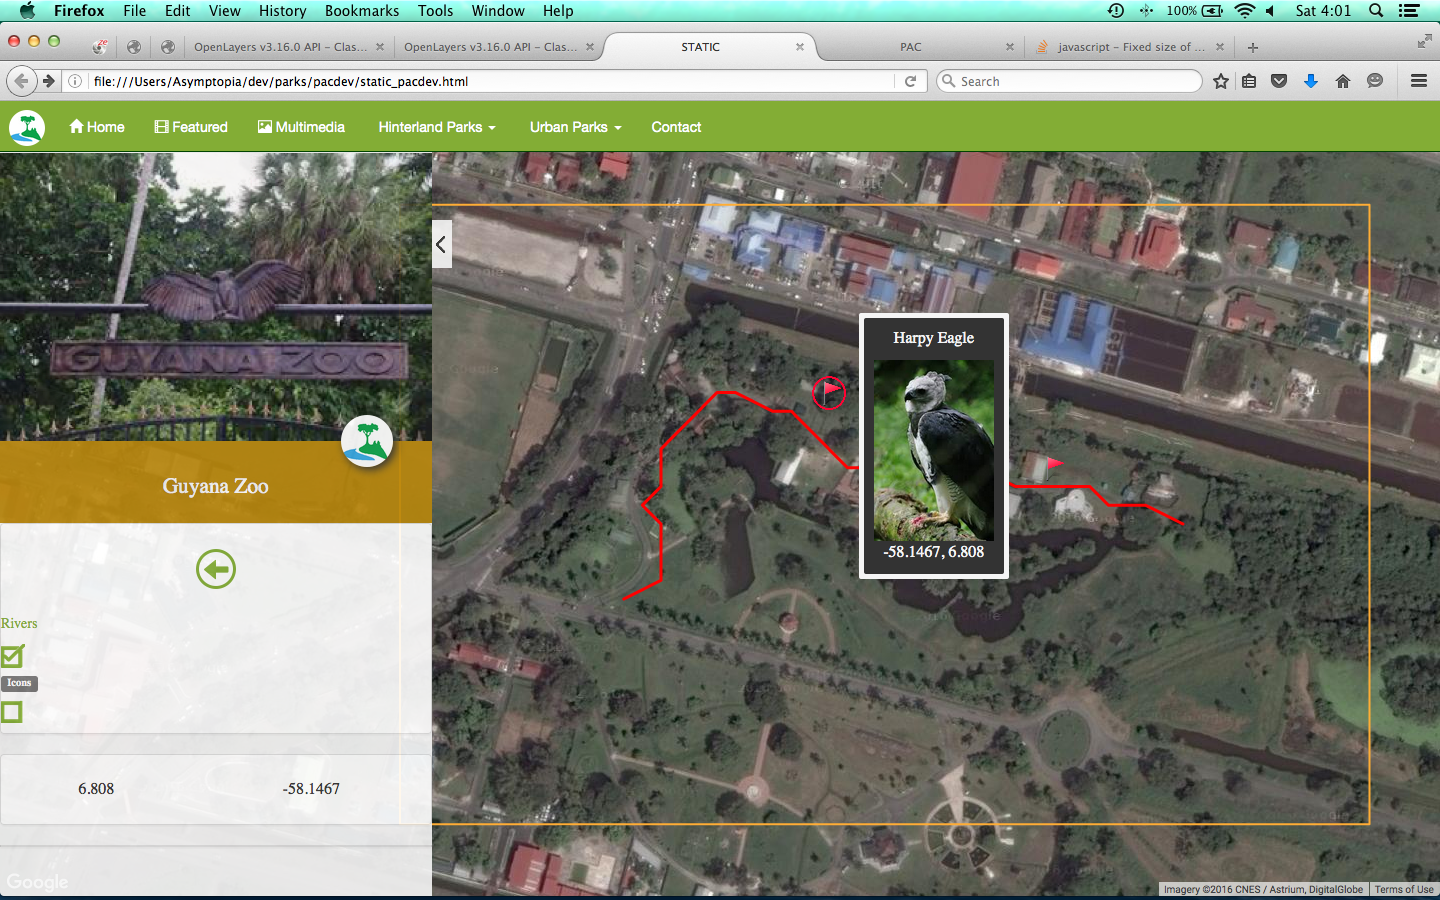 Firefox File Edit View History Bookmarks Tools Window Help 100% Sat 4:01
OpenLayers v3.16.0 API - Clas... OpenLayers v3.16.0 API - Clas... STATIC PAC javascript - Fixed size of ...
file:///Users/Asymptopia/dev/parks/pacdev/static_pacdev.html Search
Home Featured Multimedia Hinterland Parks Urban Parks Contact
GUYANA ZOO
Guyana Zoo
Rivers
Icons
6.808 -58.1467
Google
Harpy Eagle
-58.1467, 6.808
Imagery ©2016 CNES / Astrium, DigitalGlobe Terms of Use